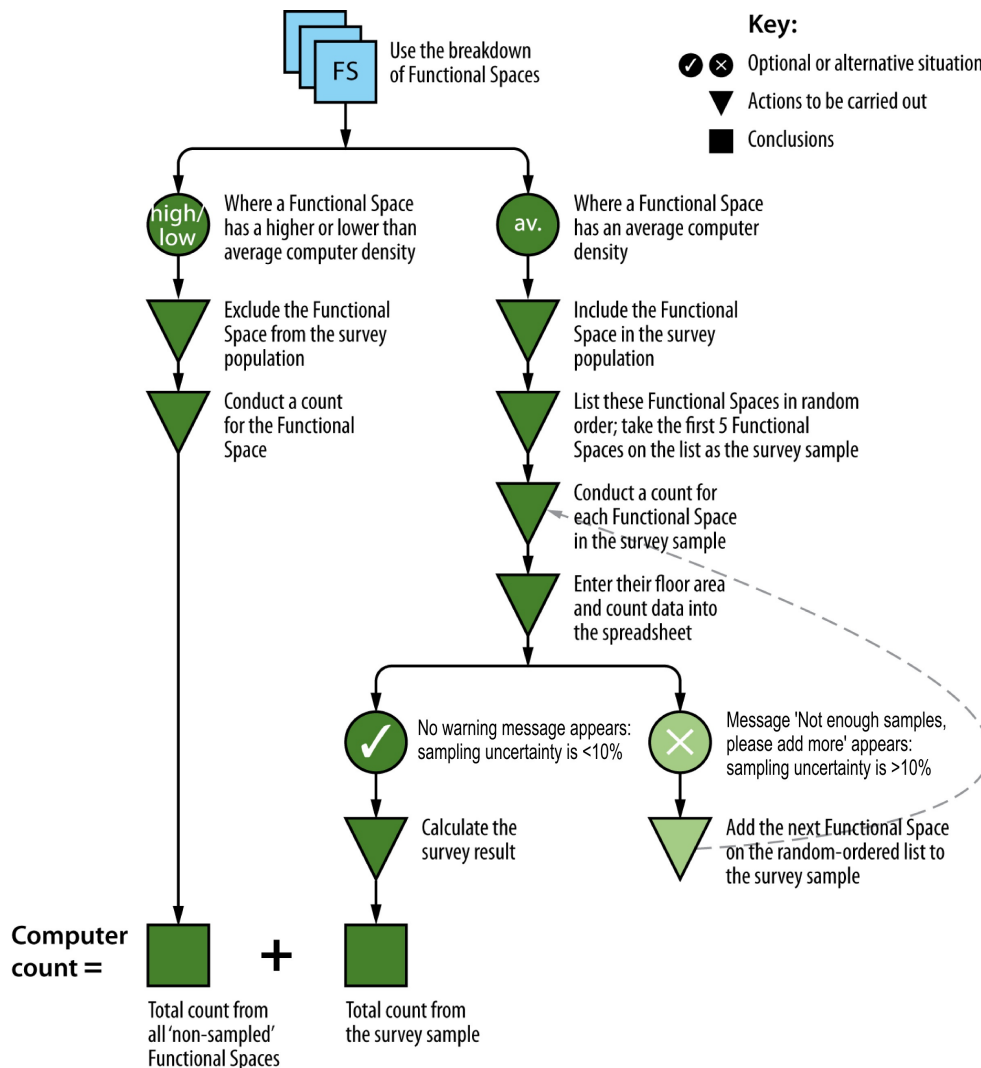 FS
Use the breakdown
of Functional Spaces
Key:
Optional or alternative situation
Actions to be carried out
Conclusions
high/
low
Where a Functional Space
has a higher or lower than
average computer density
av.
Where a Functional Space
has an average computer
density
Exclude the Functional
Space from the survey
population
Include the Functional
Space in the survey
population
Conduct a count
for the Functional
Space
List these Functional Spaces in random
order; take the first 5 Functional
Spaces on the list as the survey sample
Conduct a count for
each Functional Space
in the survey sample
Enter their floor area
and count data into
the spreadsheet
No warning message appears:
sampling uncertainty is <10%
Message 'Not enough samples,
please add more' appears:
sampling uncertainty is >10%
Calculate the
survey result
Add the next Functional Space
on the random-ordered list to
the survey sample
Computer
count =
+
Total count from
all ‘non-sampled’
Functional Spaces
Total count from
the survey sample